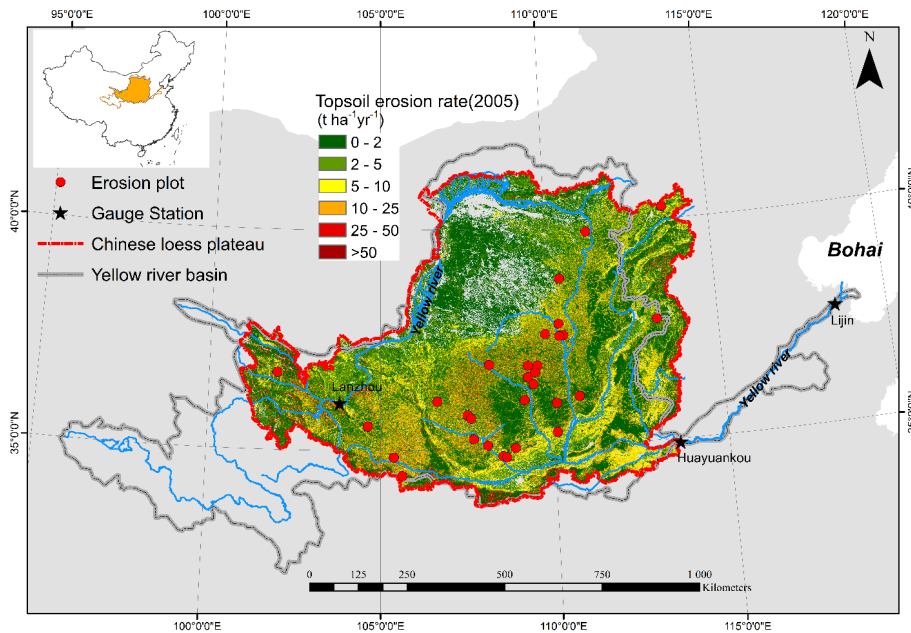 95°0'0"E 100°0'0"E 105°0'0"E 110°0'0"E 115°0'0"E 120°0'0"E
N
Topsoil erosion rate(2005)
(t ha⁻¹yr⁻¹)
0 - 2
2 - 5
5 - 10
10 - 25
25 - 50
>50
Erosion plot
Gauge Station
Chinese loess plateau
Yellow river basin
40°0'0"N
35°0'0"N
Yellow river
Lanzhou
Bohai
Lijin
Yellow river
Huayuankou
0 125 250 500 750 1 000
Kilometers
100°0'0"E 105°0'0"E 110°0'0"E 115°0'0"E